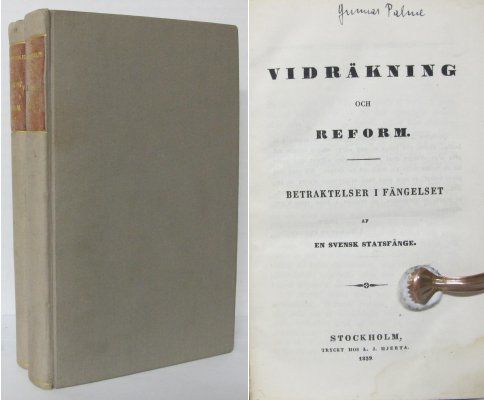 Gunnar Palme
VIDRÄKNING
OCH
REFORM.
BETRAKTELSER I FÄNGELSET
AF
EN SVENSK STATSFÅNGE.
STOCKHOLM,
TRYCKT HOS L. J. HJERTA.
1839.